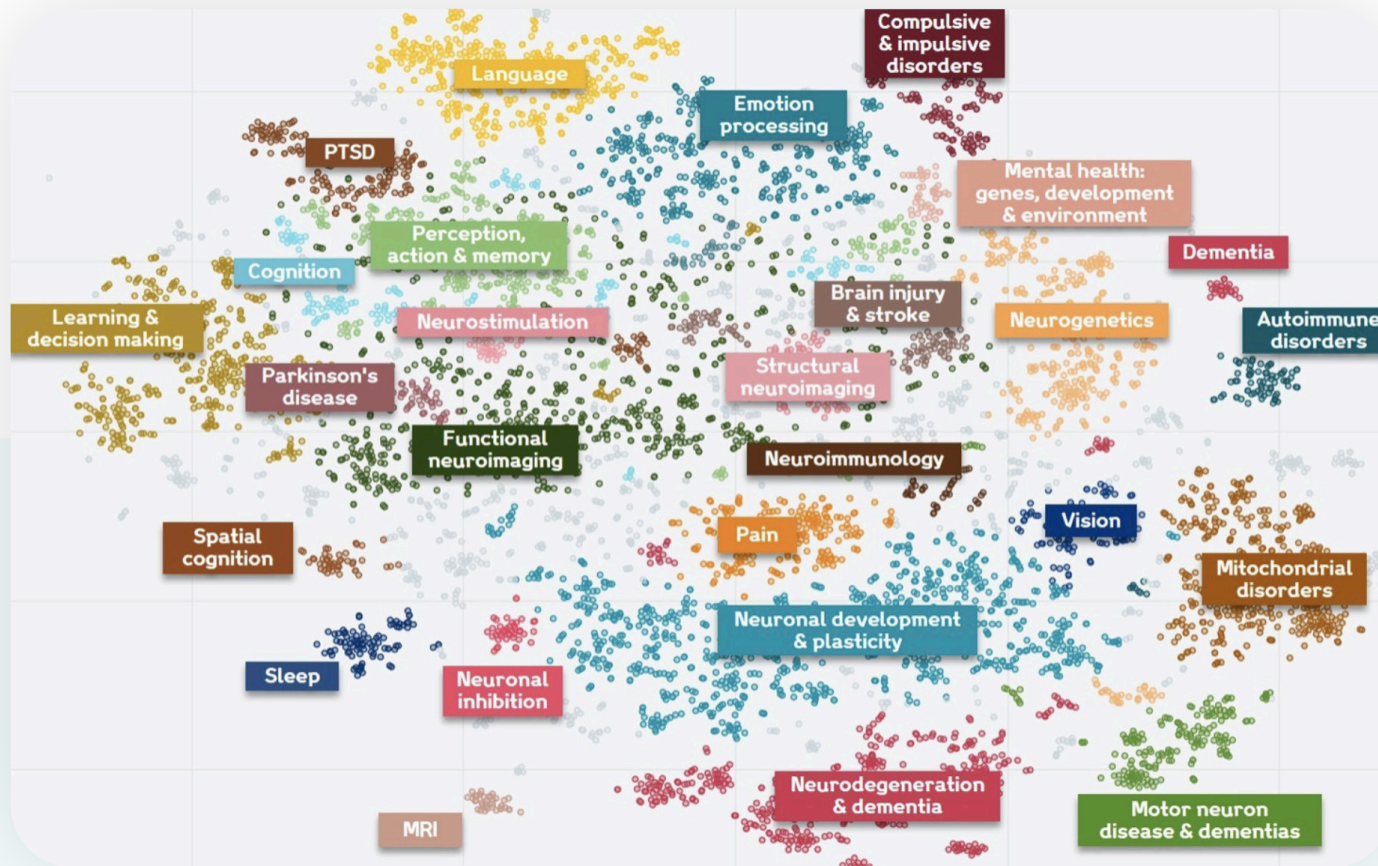 Compulsive
& impulsive
disorders
Language
Emotion
processing
PTSD
Mental health:
genes, development
& environment
Perception,
action & memory
Dementia
Cognition
Brain injury
& stroke
Learning &
decision making
Neurostimulation
Neurogenetics
Autoimmune
disorders
Parkinson's
disease
Structural
neuroimaging
Functional
neuroimaging
Neuroimmunology
Spatial
cognition
Pain
Vision
Mitochondrial
disorders
Neuronal development
& plasticity
Sleep
Neuronal
inhibition
Neurodegeneration
& dementia
MRI
Motor neuron
disease & dementias